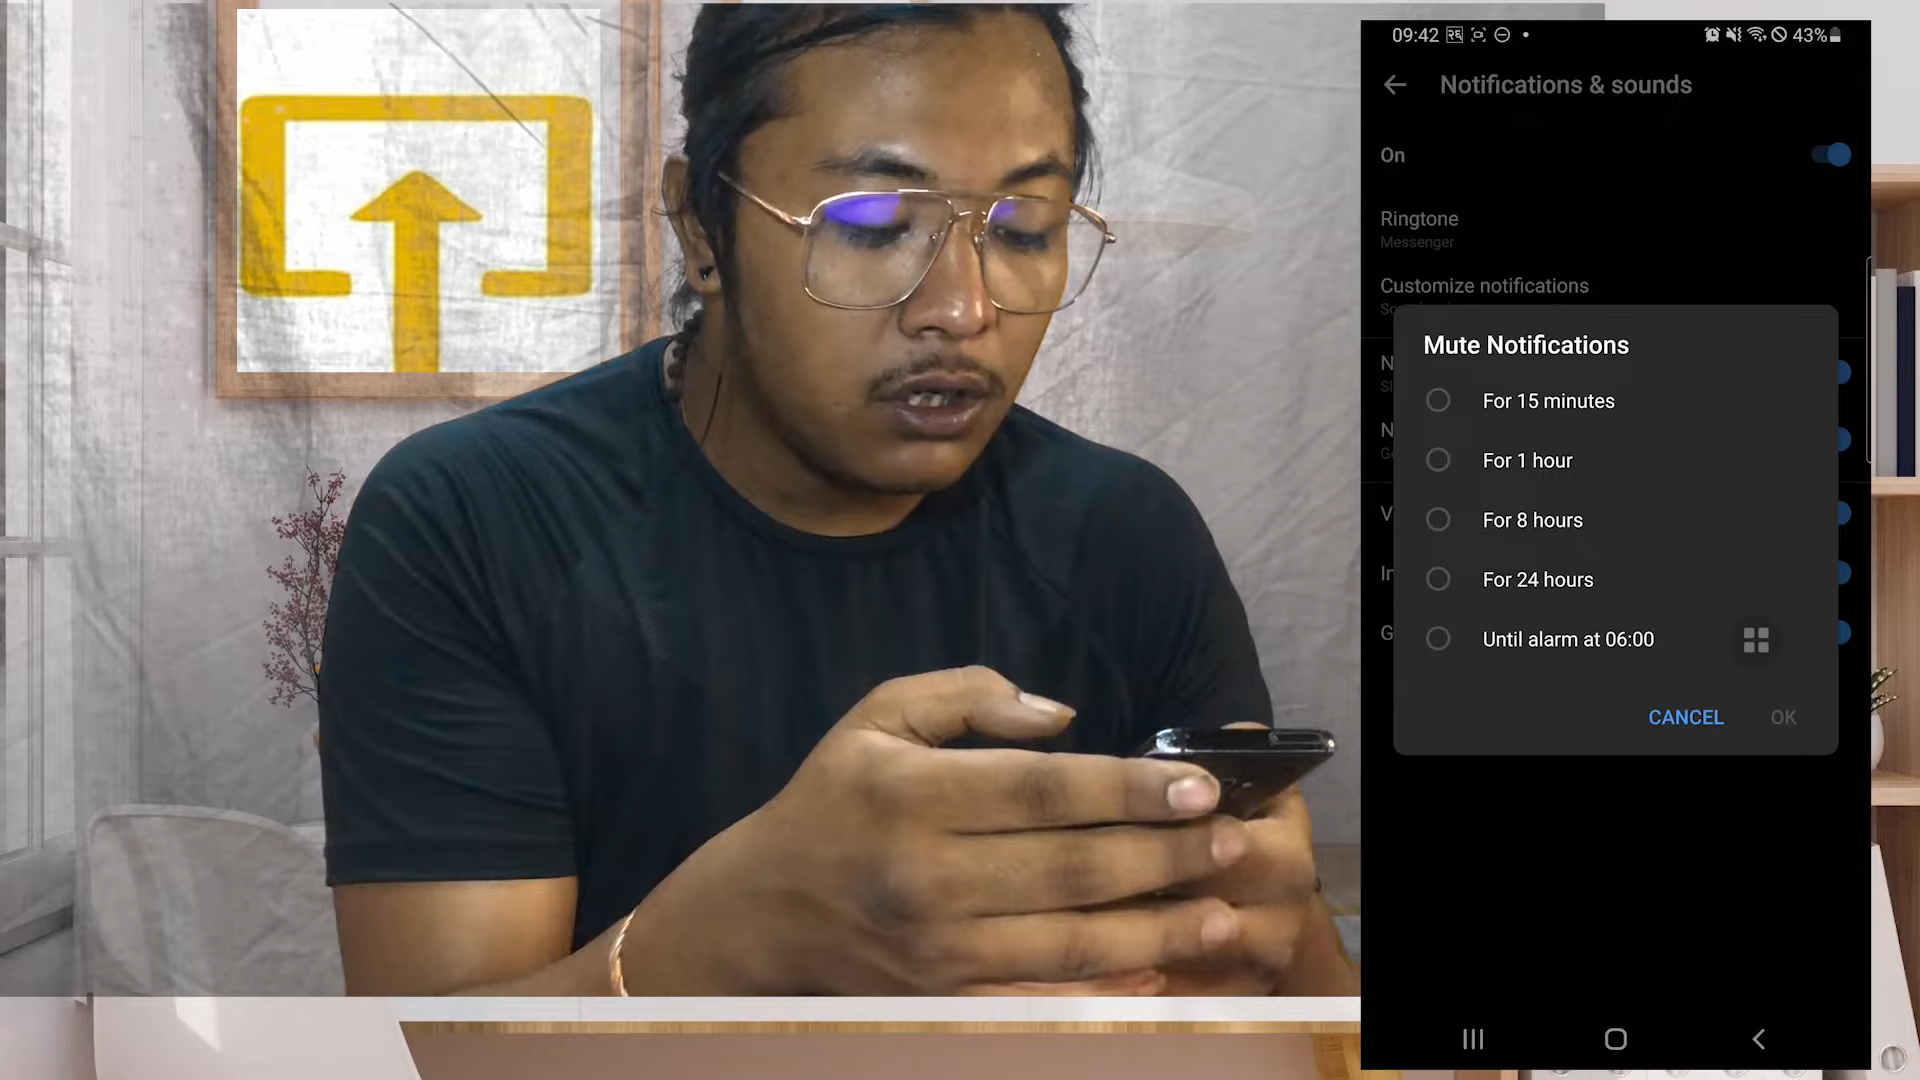 09:42 43%
Notifications & sounds
On
Ringtone
Messenger
Customize notifications
Mute Notifications
For 15 minutes
For 1 hour
For 8 hours
For 24 hours
Until alarm at 06:00
CANCEL OK